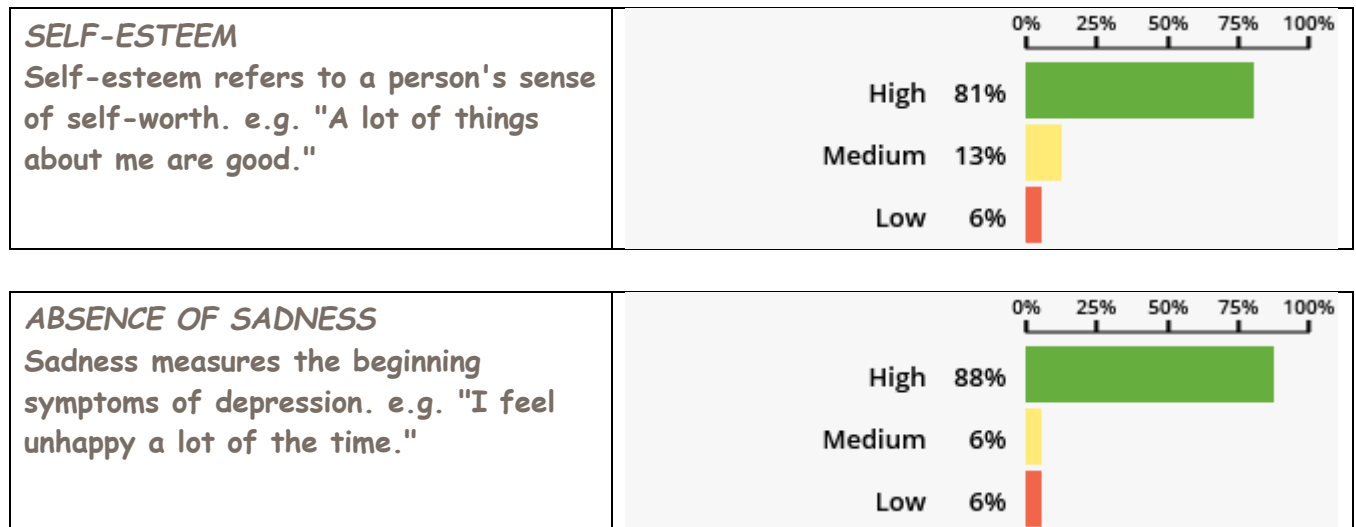 SELF-ESTEEM
Self-esteem refers to a person's sense
of self-worth. e.g. "A lot of things
about me are good."
0% 25% 50% 75% 100%
High 81%
Medium 13%
Low 6%
ABSENCE OF SADNESS
Sadness measures the beginning
symptoms of depression. e.g. "I feel
unhappy a lot of the time."
0% 25% 50% 75% 100%
High 88%
Medium 6%
Low 6%